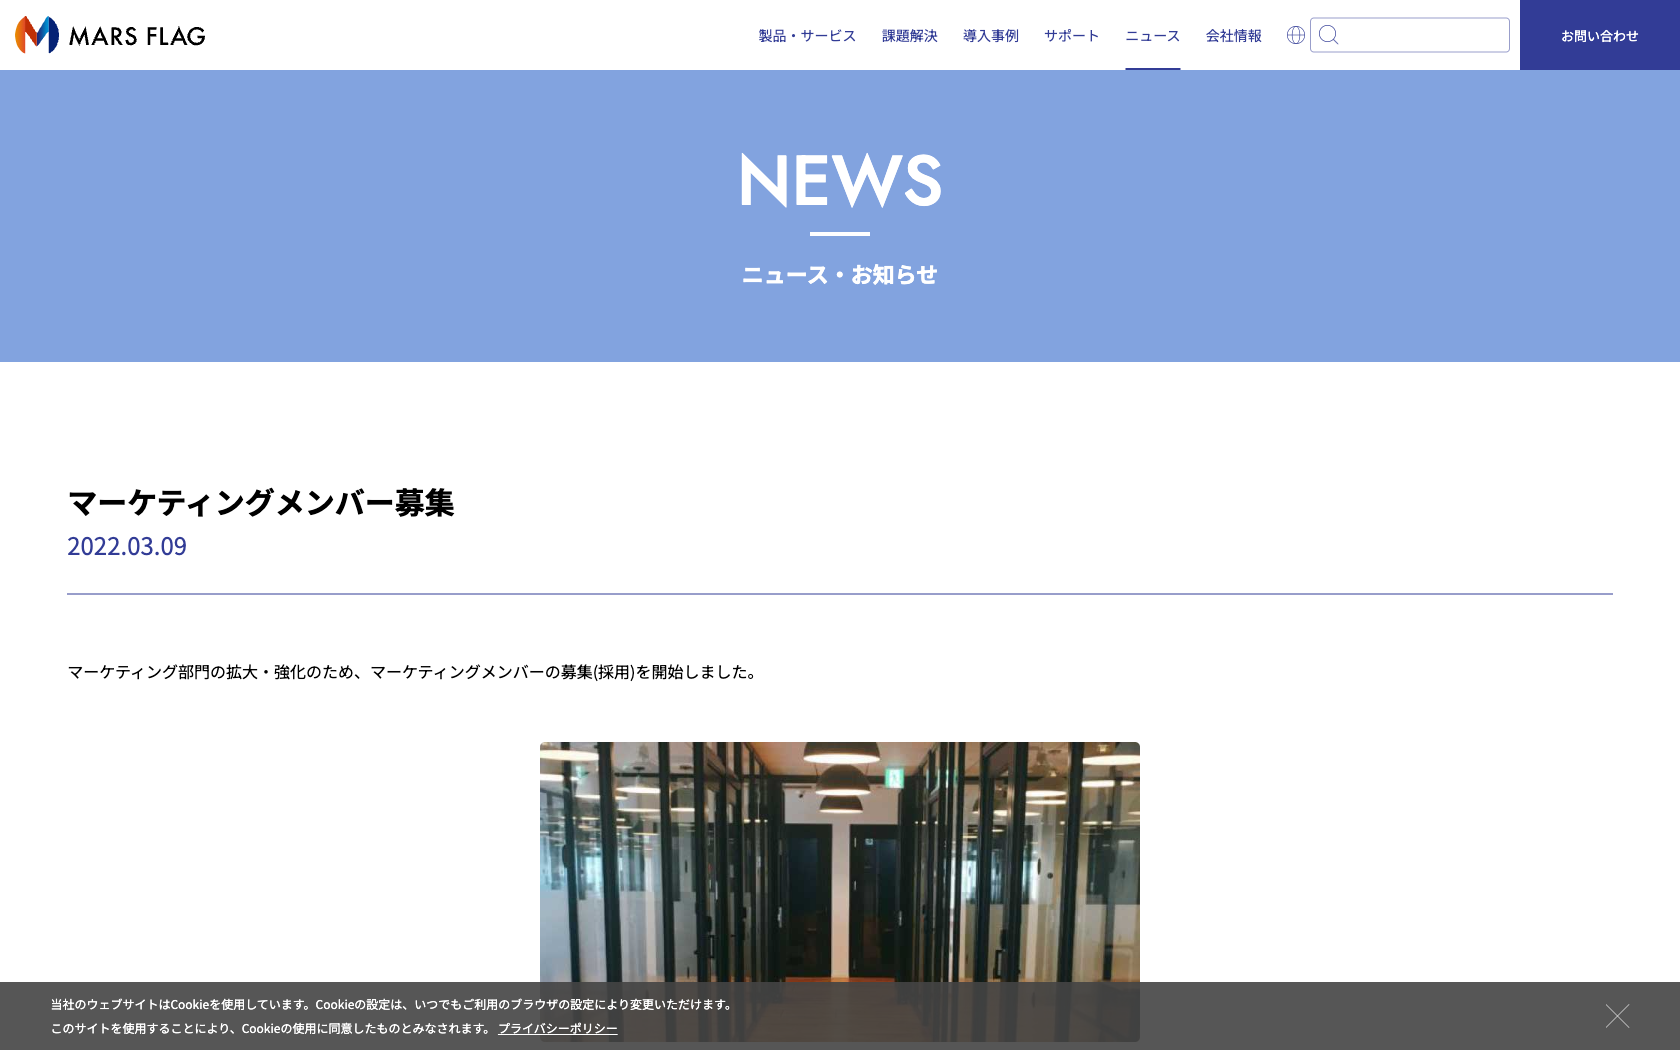 MARS FLAG
製品・サービス
課題解決
導入事例
サポート
ニュース
会社情報
お問い合わせ
NEWS
ニュース・お知らせ
マーケティングメンバー募集
2022.03.09
マーケティング部門の拡大・強化のため、マーケティングメンバーの募集(採用)を開始しました。
当社のウェブサイトはCookieを使用しています。Cookieの設定は、いつでもご利用のブラウザの設定により変更いただけます。
このサイトを使用することにより、Cookieの使用に同意したものとみなされます。 プライバシーポリシー